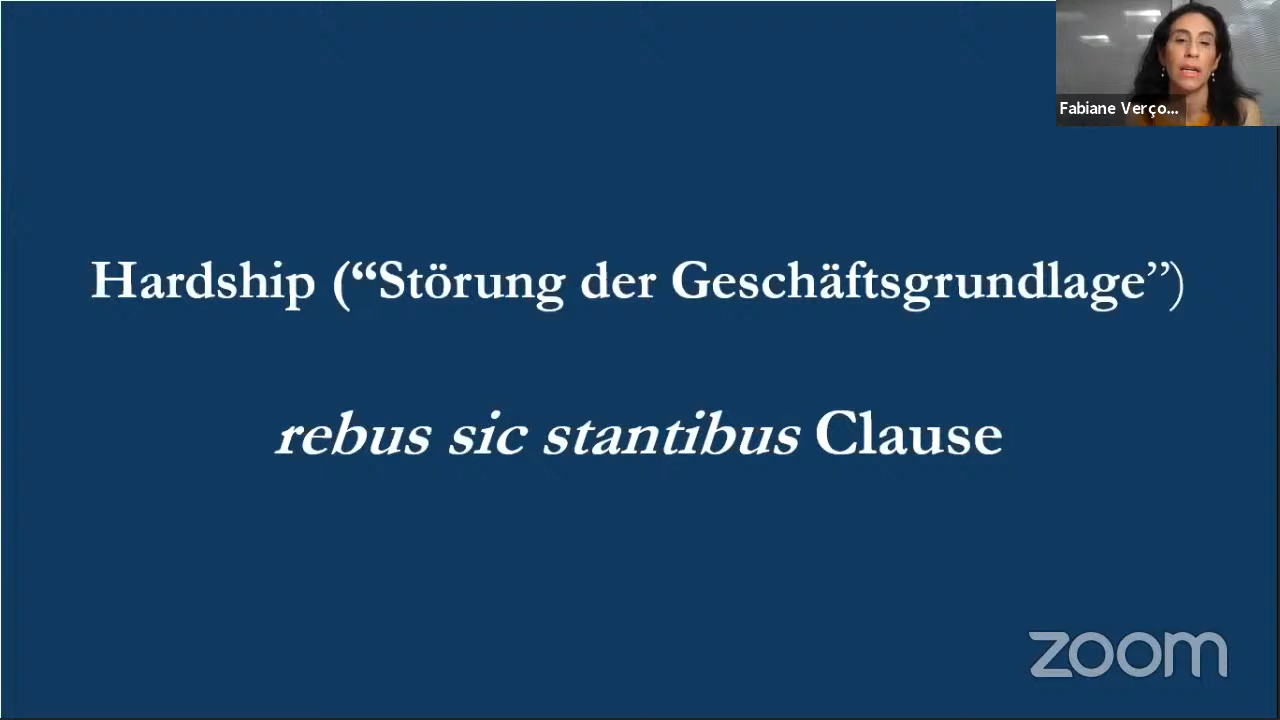 Fabiane Verço...
Hardship (“Störung der Geschäftsgrundlage”)
rebus sic stantibus Clause
zoom